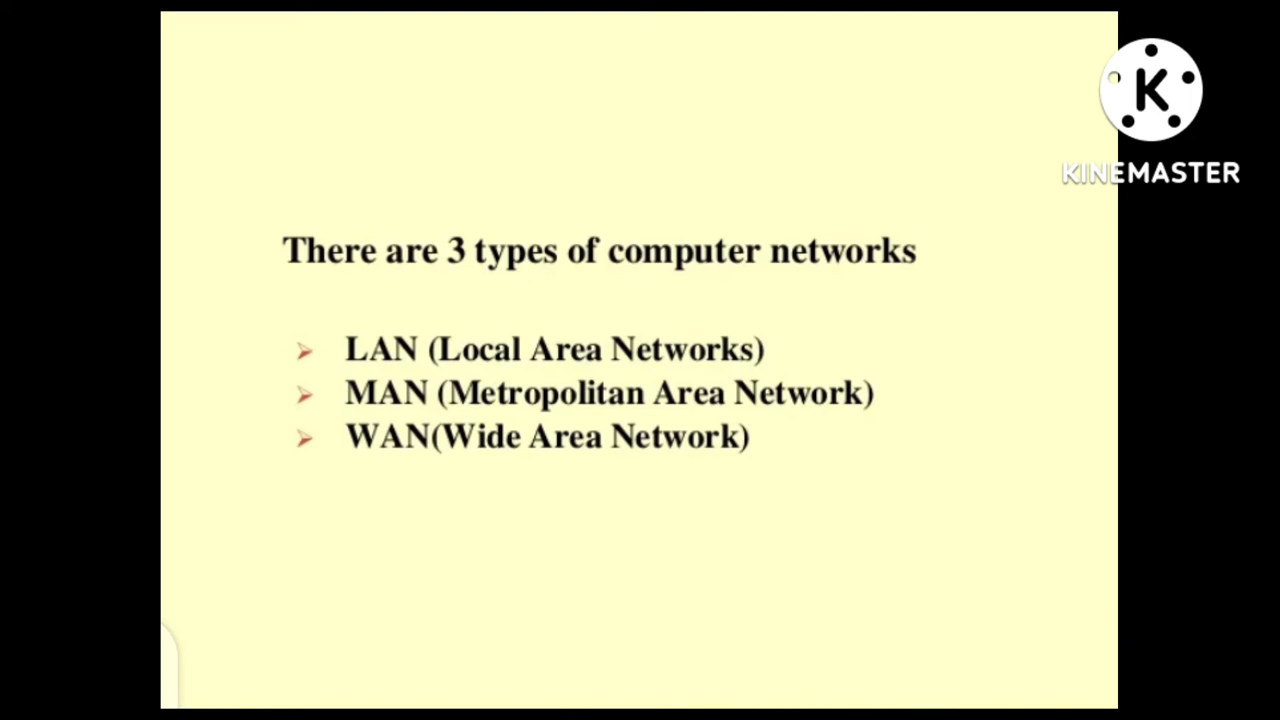 K
KINEMASTER
There are 3 types of computer networks
LAN (Local Area Networks)
MAN (Metropolitan Area Network)
WAN(Wide Area Network)